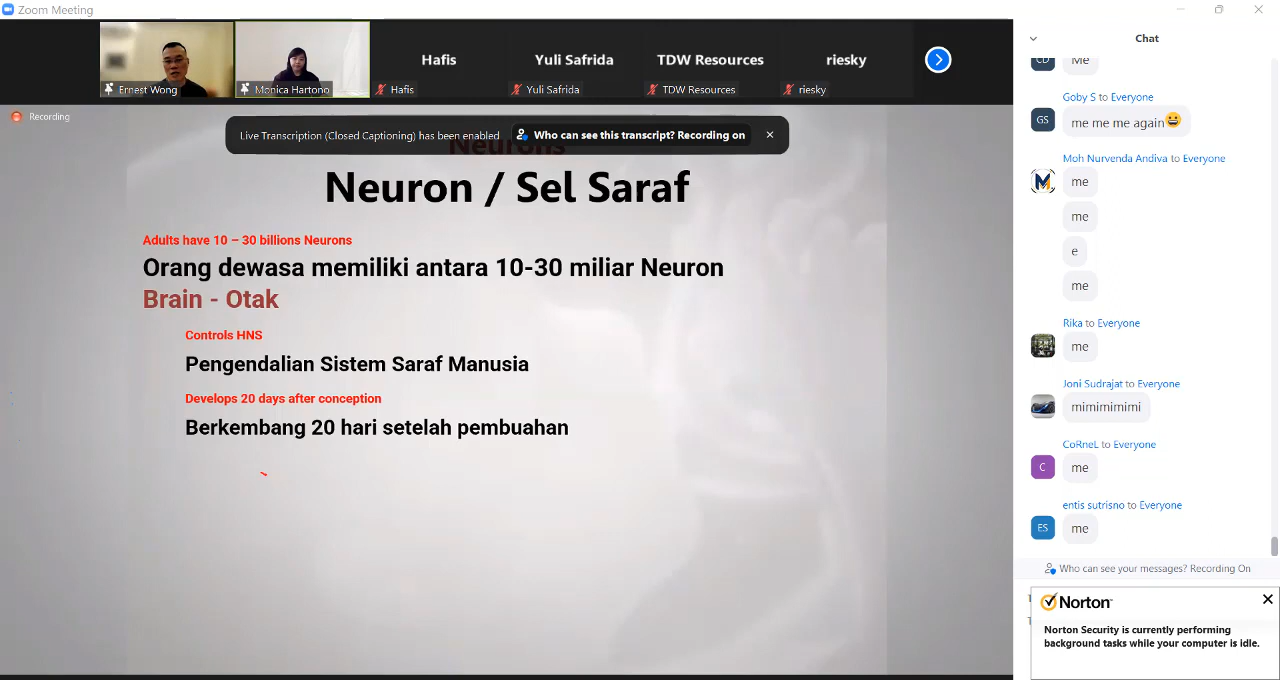 Zoom Meeting
Ernest Wong
Monica Hartono
Hafis
Hafis
Yuli Safrida
Yuli Safrida
TDW Resources
TDW Resources
riesky
riesky
Recording
Live Transcription (Closed Captioning) has been enabled
Who can see this transcript? Recording on
Neurons
Neuron / Sel Saraf
Adults have 10 – 30 billions Neurons
Orang dewasa memiliki antara 10-30 miliar Neuron
Brain - Otak
Controls HNS
Pengendalian Sistem Saraf Manusia
Develops 20 days after conception
Berkembang 20 hari setelah pembuahan
Chat
CD
Me
Goby S to Everyone
GS
me me me again😀
Moh Nurvenda Andiva to Everyone
M
me
me
e
me
Rika to Everyone
me
Joni Sudrajat to Everyone
mimimimimi
CoRneL to Everyone
C
me
entis sutrisno to Everyone
ES
me
Who can see your messages? Recording On
Norton
Norton Security is currently performing
background tasks while your computer is idle.